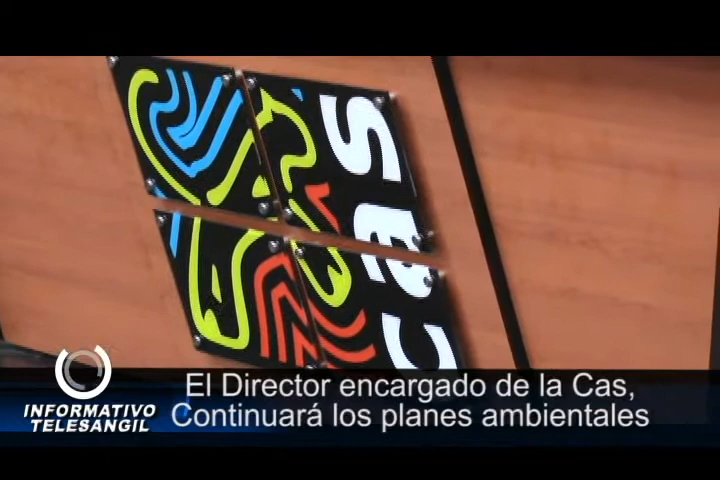 cas
El Director encargado de la Cas,
Continuará los planes ambientales
INFORMATIVO
TELESANGIL